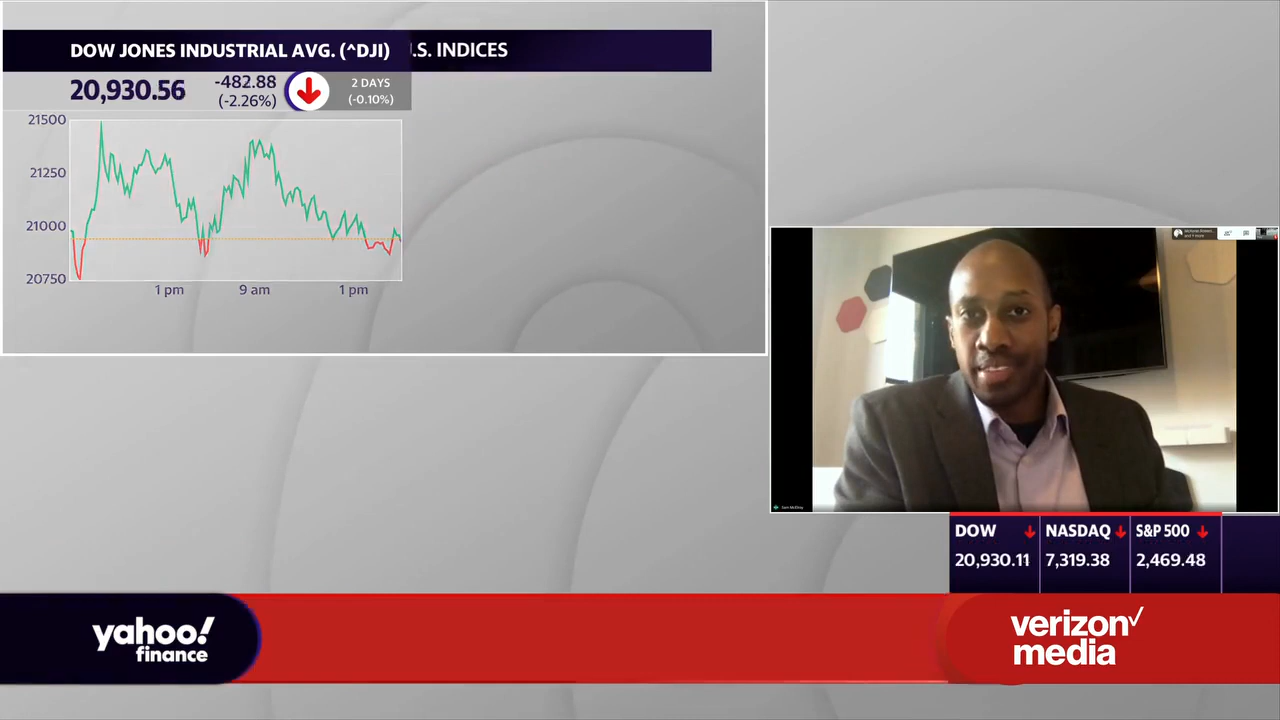 DOW JONES INDUSTRIAL AVG. (^DJI)
.S. INDICES
20,930.56
-482.88
(-2.26%)
2 DAYS
(-0.10%)
21500
21250
21000
20750
1 pm
9 am
1 pm
DOW
20,930.11
NASDAQ
7,319.38
S&P 500
2,469.48
yahoo!
finance
verizon
media